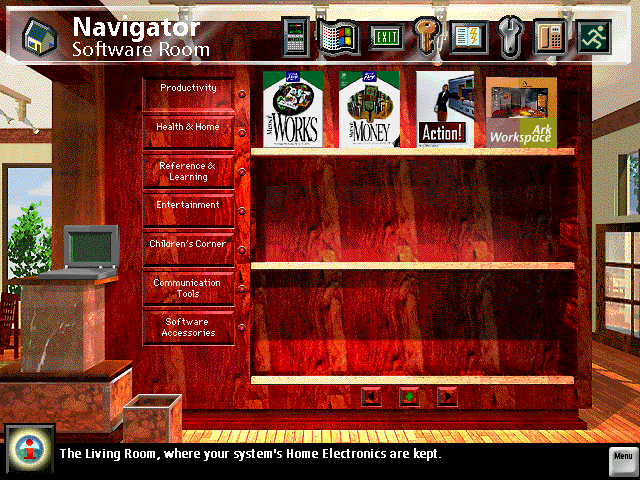 Navigator
Software Room
EXIT
Productivity
Health & Home
Reference &
Learning
Entertainment
Children's Corner
Communication
Tools
Software
Accessories
WORKS
MONEY
Action!
Ark
Workspace
The Living Room, where your system's Home Electronics are kept.
Menu